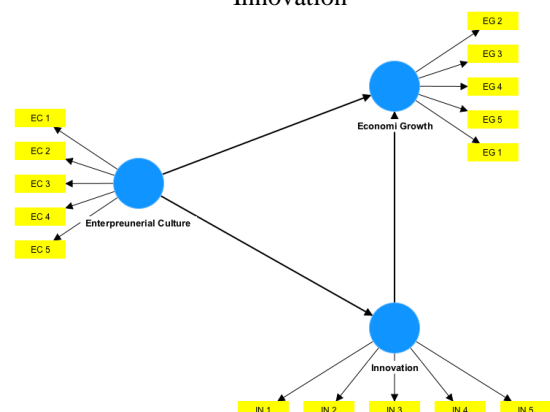 Innovation
EG 2
EG 3
EG 4
EG 5
EG 1
Economi Growth
EC 1
EC 2
EC 3
EC 4
EC 5
Enterpreunerial Culture
Innovation
IN 1
IN 2
IN 3
IN 4
IN 5